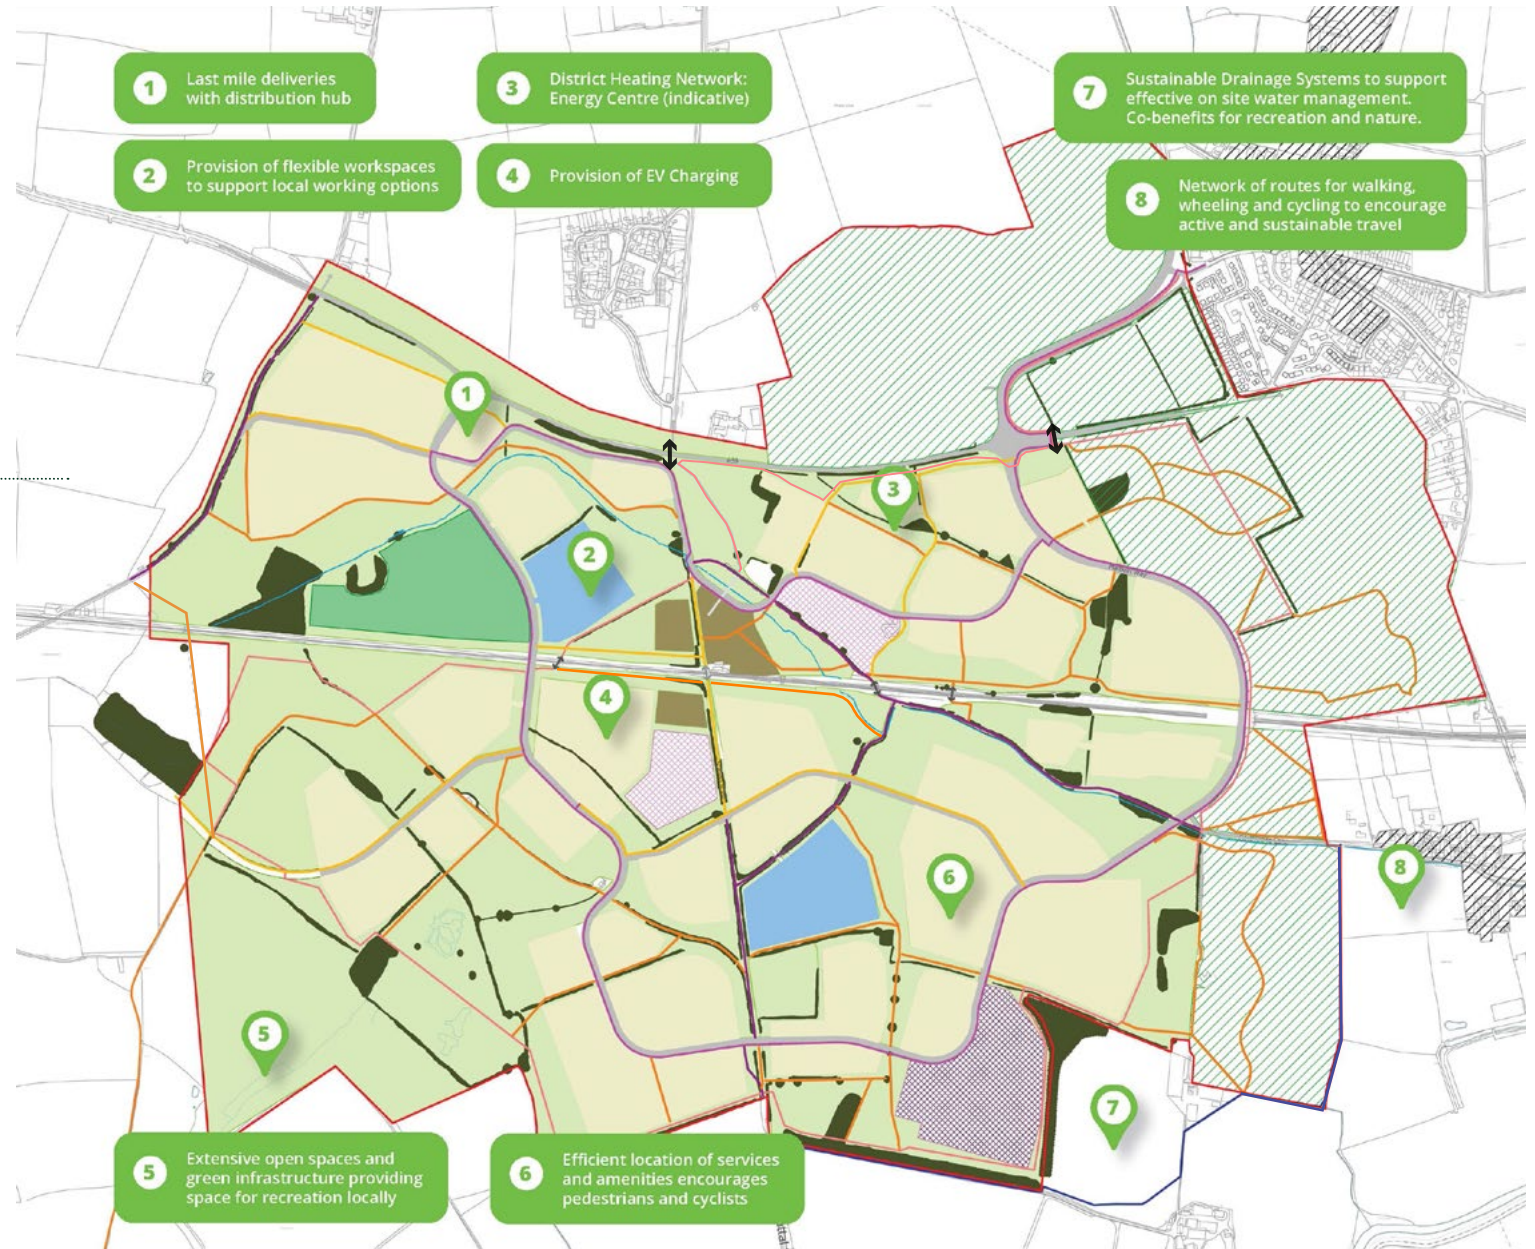 1
Last mile deliveries
with distribution hub
2
Provision of flexible workspaces
to support local working options
3
District Heating Network:
Energy Centre (indicative)
4
Provision of EV Charging
7
Sustainable Drainage Systems to support
effective on site water management.
Co-benefits for recreation and nature.
8
Network of routes for walking,
wheeling and cycling to encourage
active and sustainable travel
1
3
2
4
6
8
5
7
5
Extensive open spaces and
green infrastructure providing
space for recreation locally
6
Efficient location of services
and amenities encourages
pedestrians and cyclists